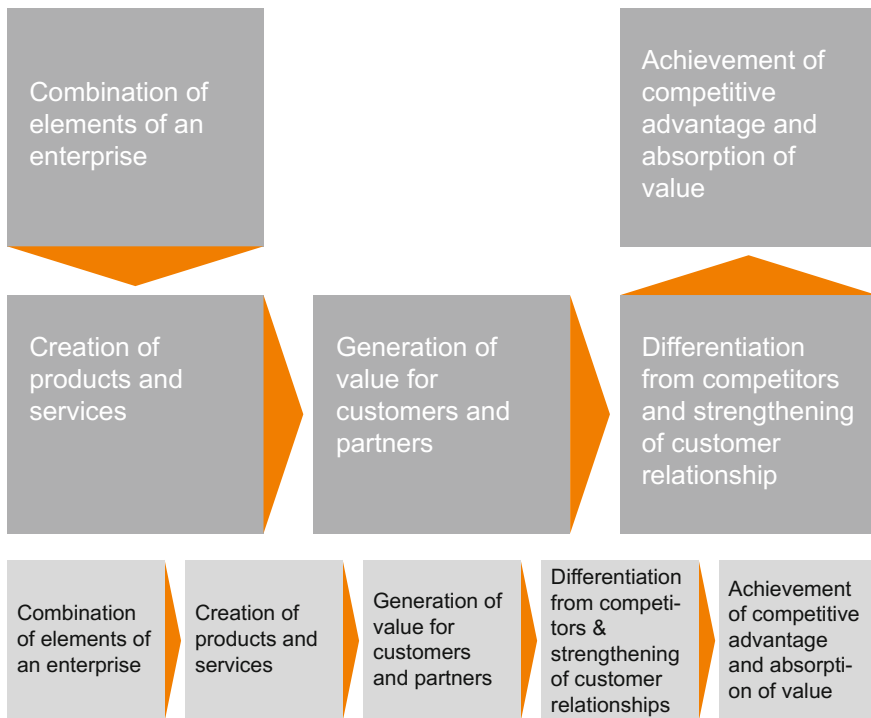 Combination of
elements of an
enterprise
Achievement of
competitive
advantage and
absorption of
value
Creation of
products and
services
Generation of
value for
customers and
partners
Differentiation
from competitors
and strengthening
of customer
relationship
Combination
of elements of
an enterprise
Creation of
products and
services
Generation of
value for
customers
and partners
Differentiation
from competi-
tors &
strengthening
of customer
relationships
Achievement
of competitive
advantage
and absorpti-
on of value